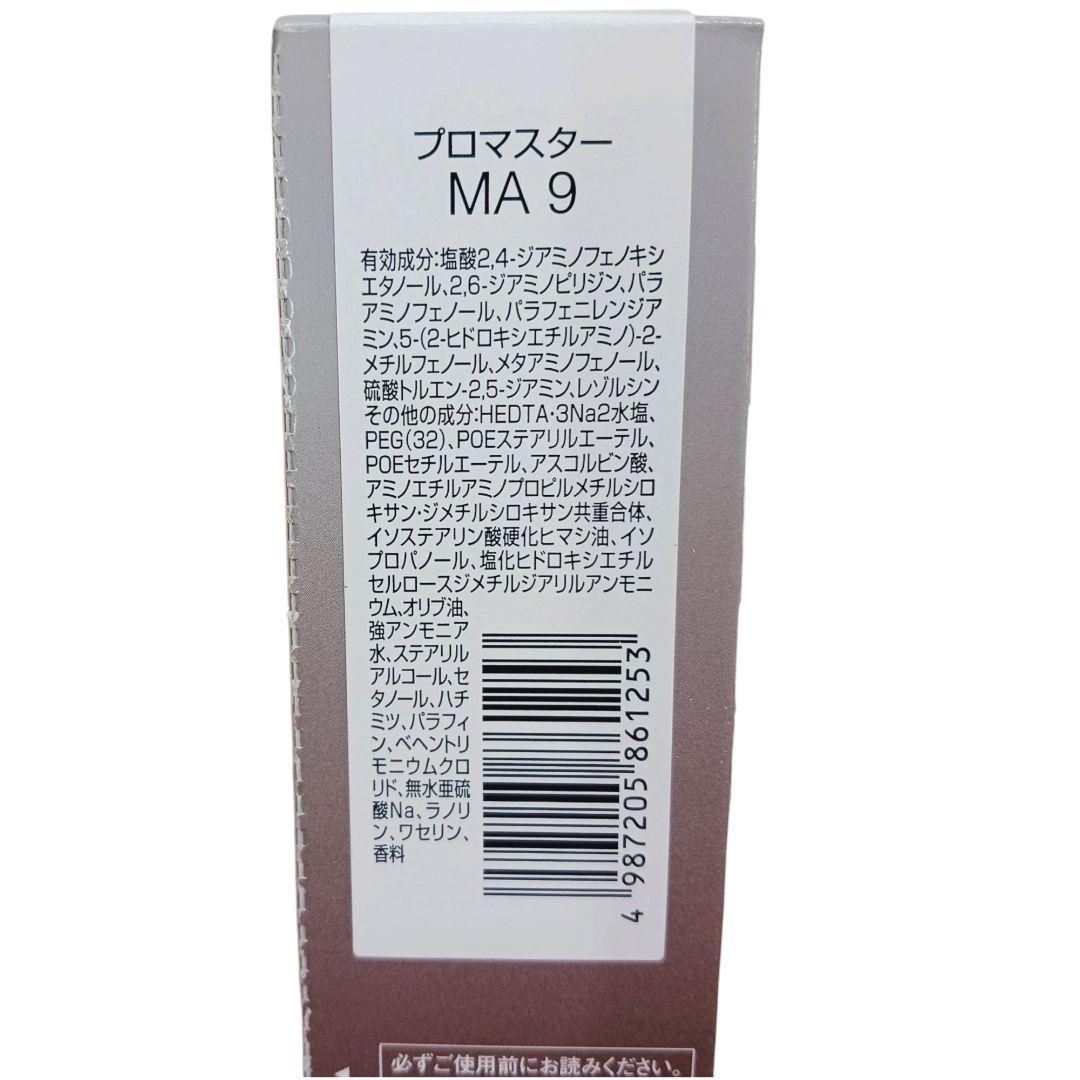 プロマスター
MA 9
有効成分:塩酸2,4-ジアミノフェノキシ
エタノール、2,6-ジアミノピリジン、パラ
アミノフェノール、パラフェニレンジア
ミン、5-(2-ヒドロキシエチルアミノ)-2-
メチルフェノール、メタアミノフェノール、
硫酸トルエン-2,5-ジアミン、レゾルシン
その他の成分:HEDTA・3Na2水塩、
PEG(32)、POEステアリルエーテル、
POEセチルエーテル、アスコルビン酸、
アミノエチルアミノプロピルメチルシロ
キサン・ジメチルシロキサン共重合体、
イソステアリン酸硬化ヒマシ油、イソ
プロパノール、塩化ヒドロキシエチル
セルロースジメチルジアリルアンモニ
ウム、オリブ油、
強アンモニア
水、ステアリル
アルコール、セ
タノール、ハチ
ミツ、パラフィ
ン、ベヘントリ
モニウムクロ
リド、無水亜硫
酸Na、ラノリ
ン、ワセリン、
香料
4 987205 861253
必ずご使用前にお読みください。